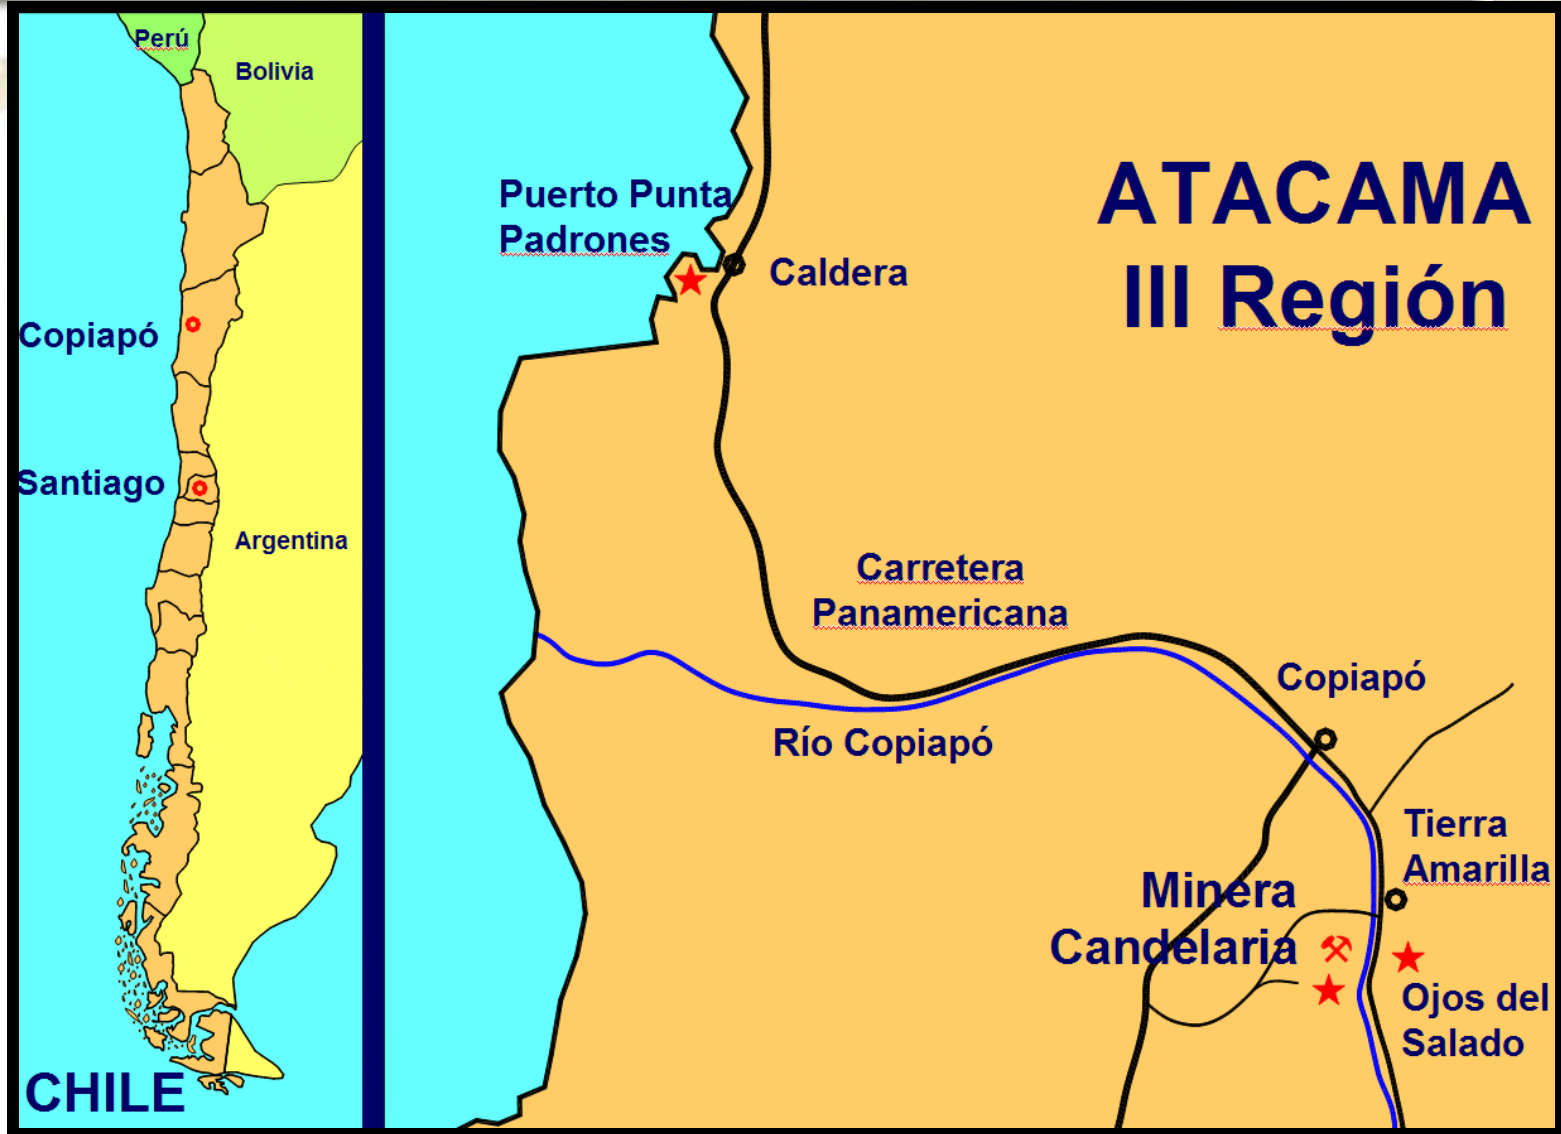 Perú
Bolivia
Copiapó
Santiago
Argentina
CHILE
ATACAMA
III Región
Puerto Punta
Padrones
Caldera
Carretera
Panamericana
Río Copiapó
Copiapó
Tierra
Amarilla
Minera
Candelaria
Ojos del
Salado